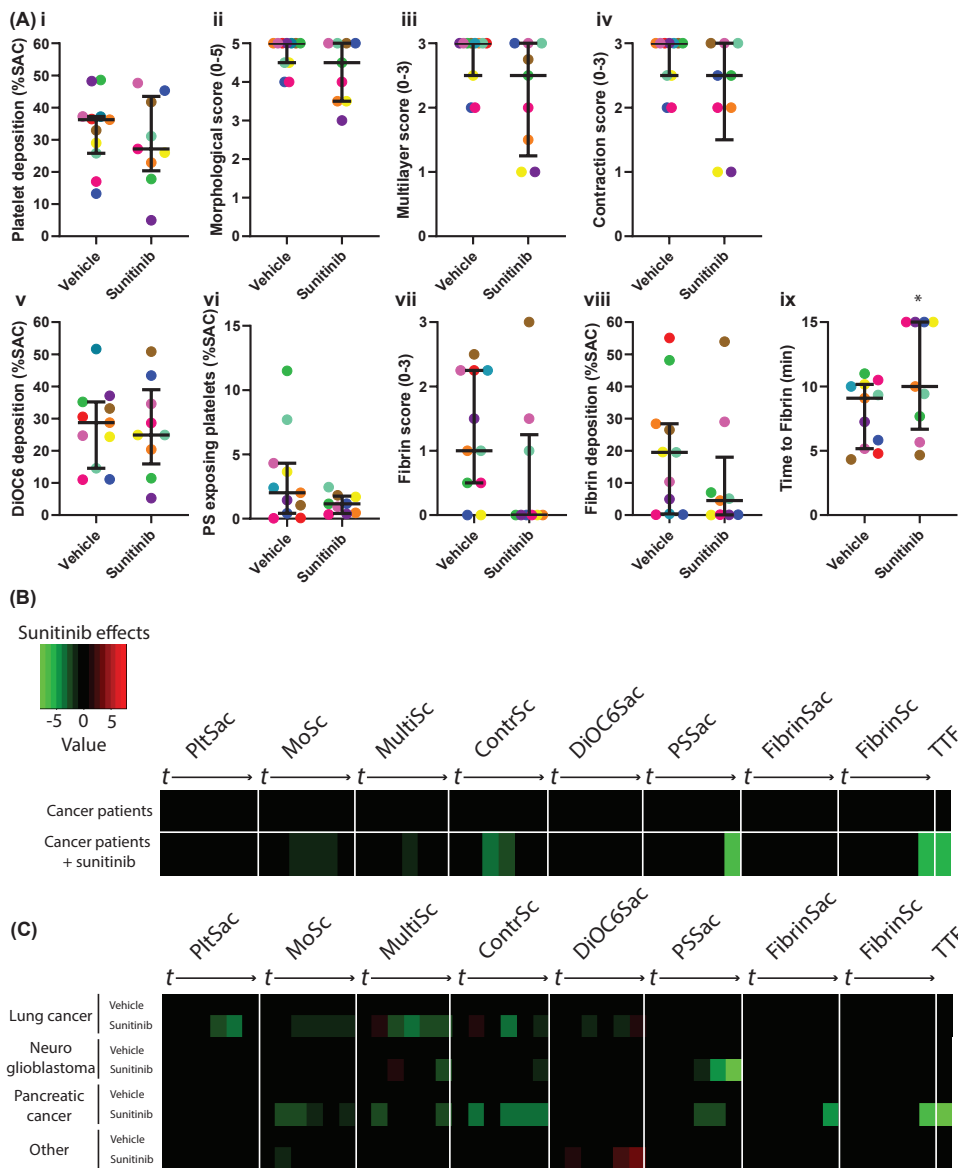 (A) i
ii
iii
iv
Platelet deposition (%SAC)
60
50
40
30
20
10
0
Vehicle
Sunitinib
Morphological score (0-5)
5
4
3
2
1
0
Vehicle
Sunitinib
Multilayer score (0-3)
3
2
1
0
Vehicle
Sunitinib
Contraction score (0-3)
3
2
1
0
Vehicle
Sunitinib
v
vi
vii
viii
ix
DiOC6 deposition (%SAC)
60
50
40
30
20
10
0
Vehicle
Sunitinib
PS exposing platelets (%SAC)
15
10
5
0
Vehicle
Sunitinib
Fibrin score (0-3)
3
2
1
0
Vehicle
Sunitinib
Fibrin deposition (%SAC)
60
50
40
30
20
10
0
Vehicle
Sunitinib
Time to Fibrin (min)
15
10
5
0
*
Vehicle
Sunitinib
(B)
Sunitinib effects
-5 0 5
Value
PltSac MoSc MultiSc ContrSc DiOC6Sac PSSac FibrinSac FibrinSc TTF
t t t t t t t t
Cancer patients
Cancer patients
+ sunitinib
(C)
PltSac MoSc MultiSc ContrSc DiOC6Sac PSSac FibrinSac FibrinSc TTF
t t t t t t t t
Lung cancer
Vehicle
Sunitinib
Neuro
glioblastoma
Vehicle
Sunitinib
Pancreatic
cancer
Vehicle
Sunitinib
Other
Vehicle
Sunitinib